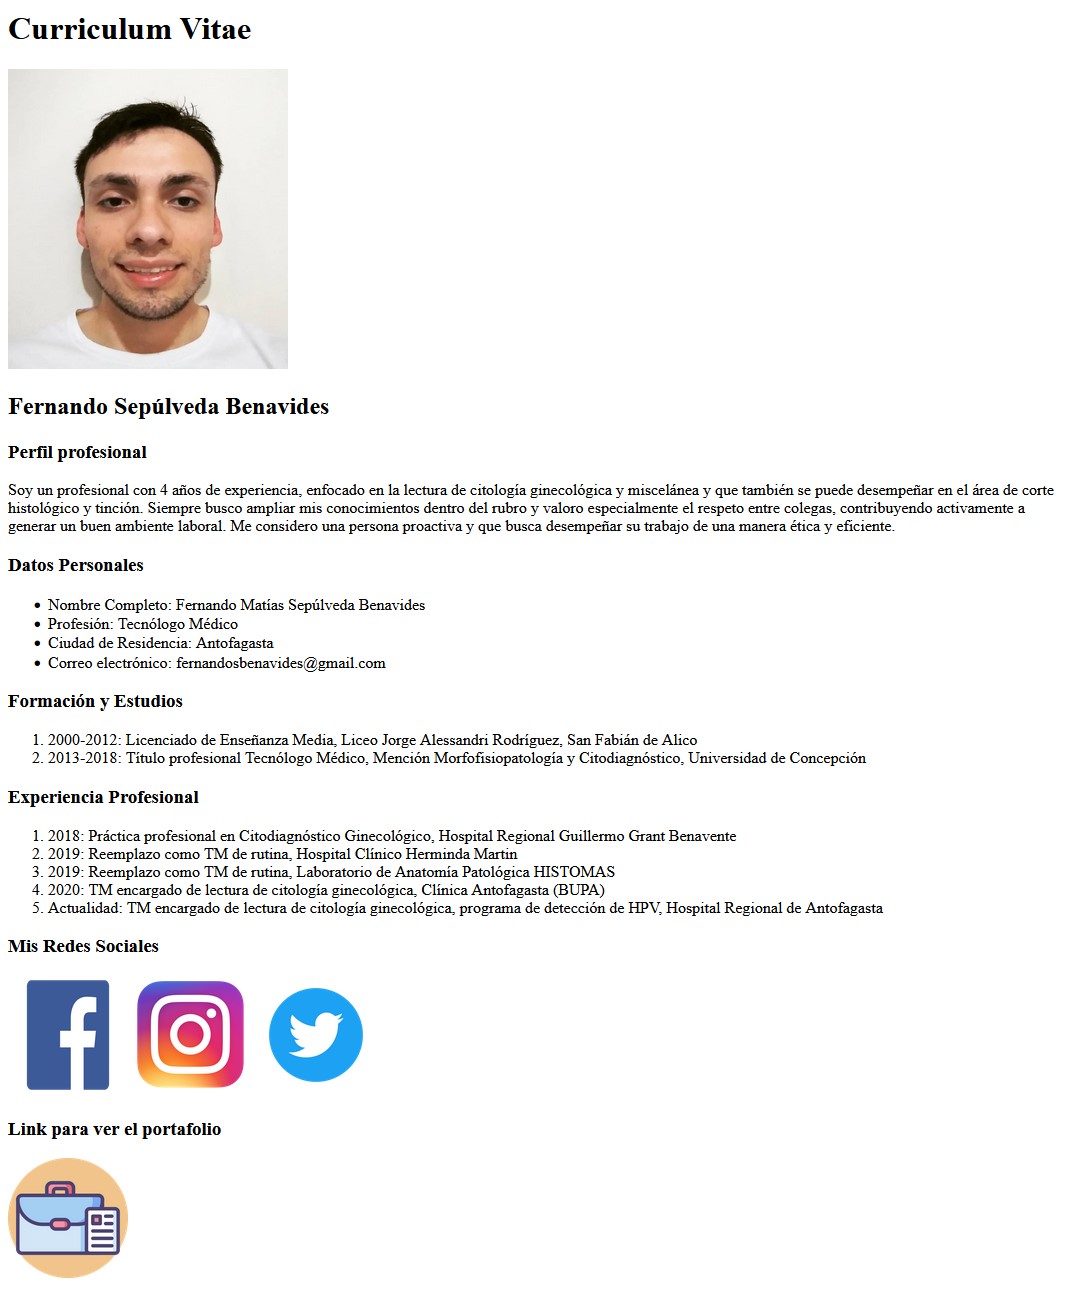 Curriculum Vitae
Fernando Sepúlveda Benavides
Perfil profesional
Soy un profesional con 4 años de experiencia, enfocado en la lectura de citología ginecológica y miscelánea y que también se puede desempeñar en el área de corte
histológico y tinción. Siempre busco ampliar mis conocimientos dentro del rubro y valoro especialmente el respeto entre colegas, contribuyendo activamente a
generar un buen ambiente laboral. Me considero una persona proactiva y que busca desempeñar su trabajo de una manera ética y eficiente.
Datos Personales
• Nombre Completo: Fernando Matías Sepúlveda Benavides
• Profesión: Tecnólogo Médico
• Ciudad de Residencia: Antofagasta
• Correo electrónico: fernandosbenavides@gmail.com
Formación y Estudios
1. 2000-2012: Licenciado de Enseñanza Media, Liceo Jorge Alessandri Rodríguez, San Fabián de Alico
2. 2013-2018: Título profesional Tecnólogo Médico, Mención Morfofisiopatología y Citodiagnóstico, Universidad de Concepción
Experiencia Profesional
1. 2018: Práctica profesional en Citodiagnóstico Ginecológico, Hospital Regional Guillermo Grant Benavente
2. 2019: Reemplazo como TM de rutina, Hospital Clínico Herminda Martin
3. 2019: Reemplazo como TM de rutina, Laboratorio de Anatomía Patológica HISTOMAS
4. 2020: TM encargado de lectura de citología ginecológica, Clínica Antofagasta (BUPA)
5. Actualidad: TM encargado de lectura de citología ginecológica, programa de detección de HPV, Hospital Regional de Antofagasta
Mis Redes Sociales
Link para ver el portafolio